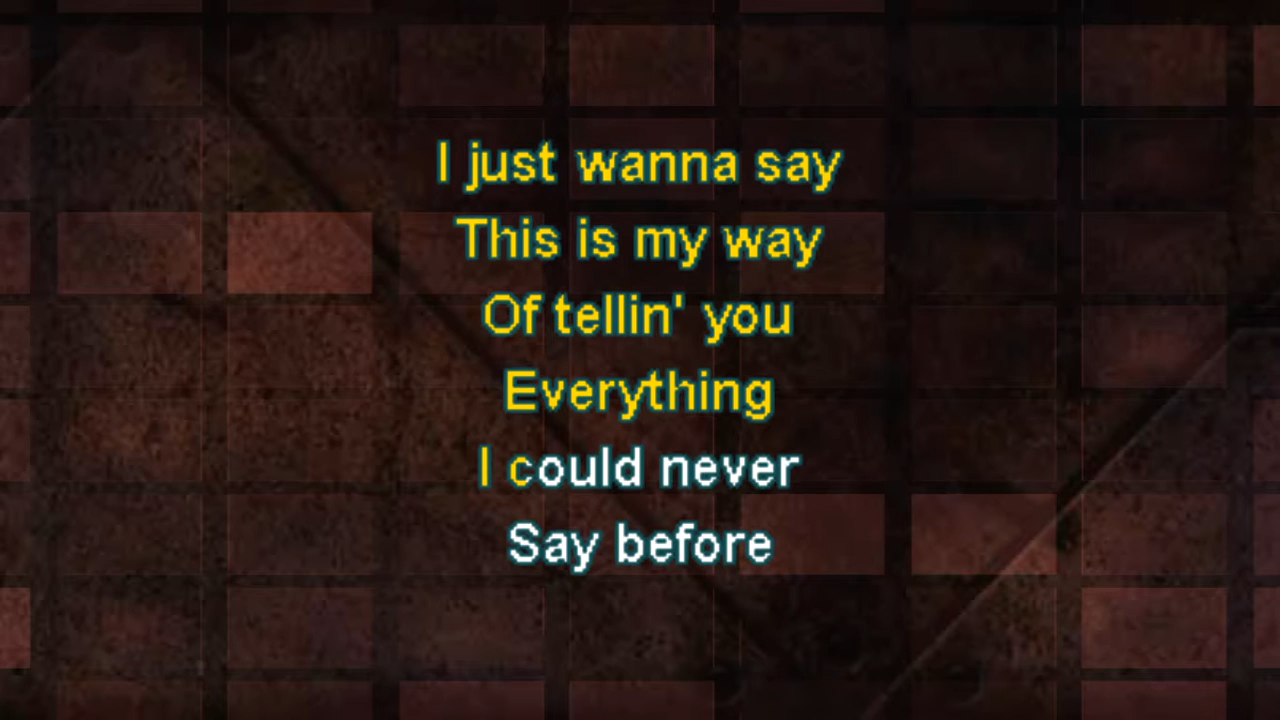 I just wanna say
This is my way
Of tellin' you
Everything
I could never
Say before